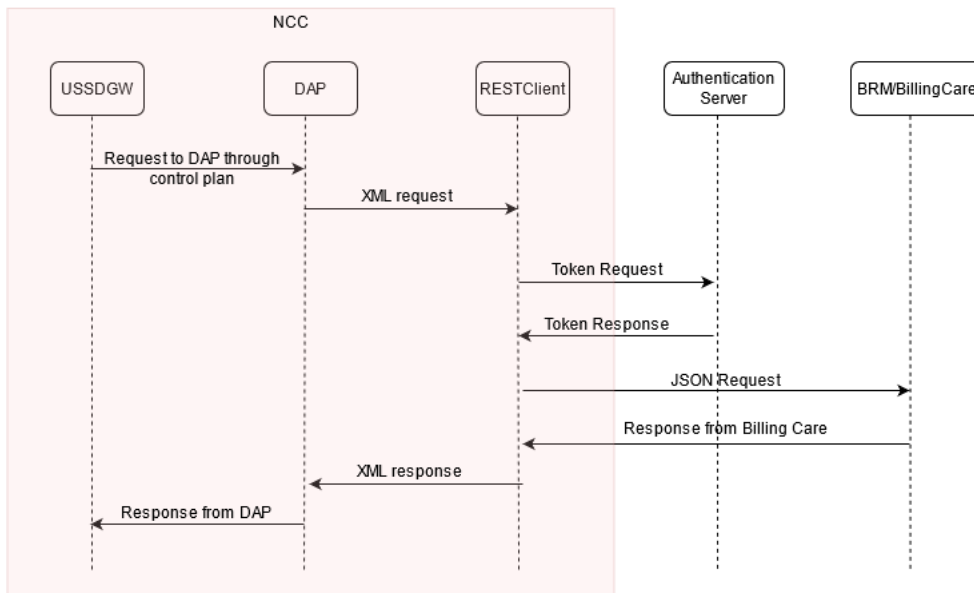 NCC
USSDGW
DAP
RESTClient
Authentication
Server
BRM/BillingCare
Request to DAP through
control plan
XML request
Token Request
Token Response
JSON Request
Response from Billing Care
XML response
Response from DAP